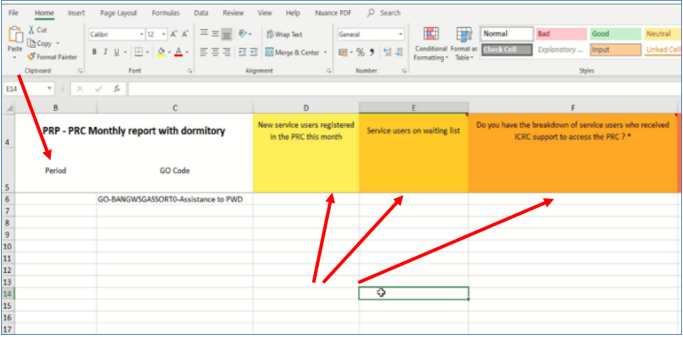 File Home Insert Page Layout Formulas Data Review View Help Nuance PDF Search
Cut
Copy
Paste
Format Painter
Clipboard
Calibri 12 A A
B I U A
Font
Wrap Text
Merge & Center
Alignment
General
% 9
Number
Conditional Formatting
Format as Table
Normal Bad Good Neutral
Check Cell Explanatory ... Input Linked Cell
Styles
E14 fx
B C D E F
4 PRP - PRC Monthly report with dormitory
New service users registered
in the PRC this month
Service users on waiting list
Do you have the breakdown of service users who received
ICRC support to access the PRC ? *
5 Period GO Code
6 GO-BANGWSGASSORT0-Assistance to PWD
7
8
9
10
11
12
13
14
15
16
17